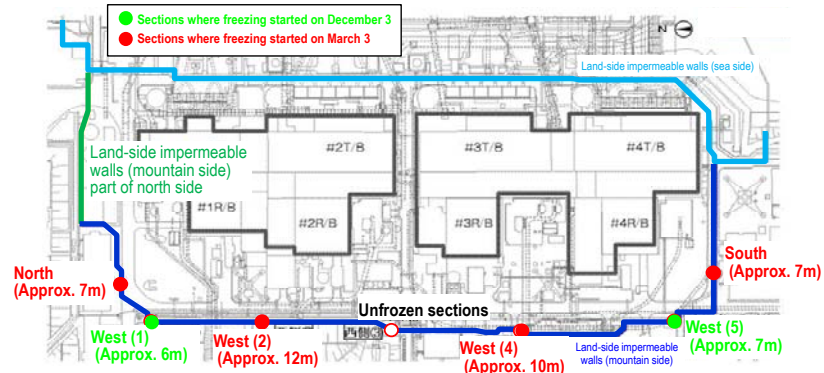 Sections where freezing started on December 3
Sections where freezing started on March 3
N
Land-side impermeable walls (sea side)
#2T/B
#3T/B
#4T/B
Land-side impermeable
walls (mountain side)
part of north side
#1R/B
#2R/B
#3R/B
#4R/B
North
(Approx. 7m)
South
(Approx. 7m)
Unfrozen sections
West (1)
(Approx. 6m)
West (2)
(Approx. 12m)
West (4)
(Approx. 10m)
Land-side impermeable
walls (mountain side)
West (5)
(Approx. 7m)